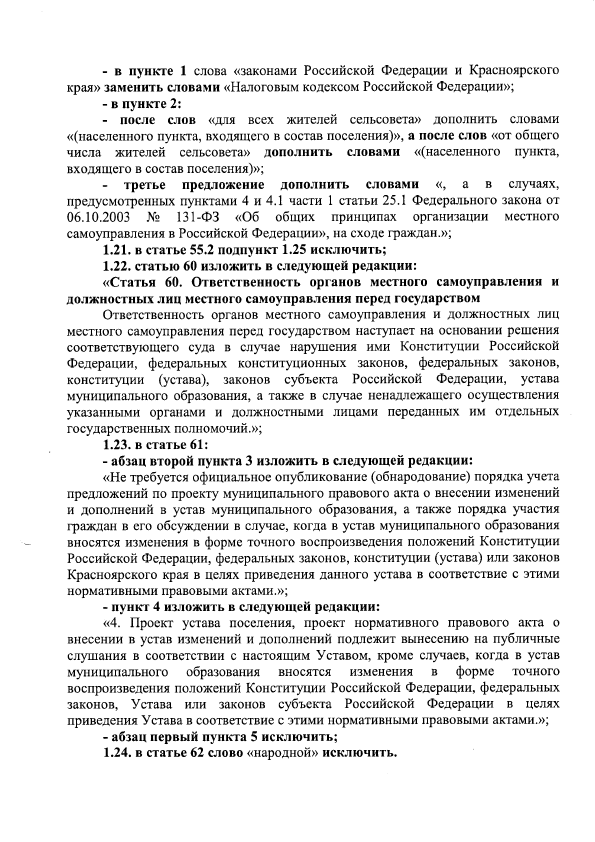 - в пункте 1 слова «законами Российской Федерации и Красноярского
края» заменить словами «Налоговым кодексом Российской Федерации»;
- в пункте 2:
- после слов «для всех жителей сельсовета» дополнить словами
«(населенного пункта, входящего в состав поселения)», а после слов «от общего
числа жителей сельсовета» дополнить словами «(населенного пункта,
входящего в состав поселения)»;
- третье предложение дополнить словами «, а в случаях,
предусмотренных пунктами 4 и 4.1 части 1 статьи 25.1 Федерального закона от
06.10.2003 № 131-ФЗ «Об общих принципах организации местного
самоуправления в Российской Федерации», на сходе граждан.»;
1.21. в статье 55.2 подпункт 1.25 исключить;
1.22. статью 60 изложить в следующей редакции:
«Статья 60. Ответственность органов местного самоуправления и
должностных лиц местного самоуправления перед государством
Ответственность органов местного самоуправления и должностных лиц
местного самоуправления перед государством наступает на основании решения
соответствующего суда в случае нарушения ими Конституции Российской
Федерации, федеральных конституционных законов, федеральных законов,
конституции (устава), законов субъекта Российской Федерации, устава
муниципального образования, а также в случае ненадлежащего осуществления
указанными органами и должностными лицами переданных им отдельных
государственных полномочий.»;
1.23. в статье 61:
- абзац второй пункта 3 изложить в следующей редакции:
«Не требуется официальное опубликование (обнародование) порядка учета
предложений по проекту муниципального правового акта о внесении изменений
и дополнений в устав муниципального образования, а также порядка участия
граждан в его обсуждении в случае, когда в устав муниципального образования
вносятся изменения в форме точного воспроизведения положений Конституции
Российской Федерации, федеральных законов, конституции (устава) или законов
Красноярского края в целях приведения данного устава в соответствие с этими
нормативными правовыми актами.»;
- пункт 4 изложить в следующей редакции:
«4. Проект устава поселения, проект нормативного правового акта о
внесении в устав изменений и дополнений подлежит вынесению на публичные
слушания в соответствии с настоящим Уставом, кроме случаев, когда в устав
муниципального образования вносятся изменения в форме точного
воспроизведения положений Конституции Российской Федерации, федеральных
законов, Устава или законов субъекта Российской Федерации в целях
приведения Устава в соответствие с этими нормативными правовыми актами.»;
- абзац первый пункта 5 исключить;
1.24. в статье 62 слово «народной» исключить.